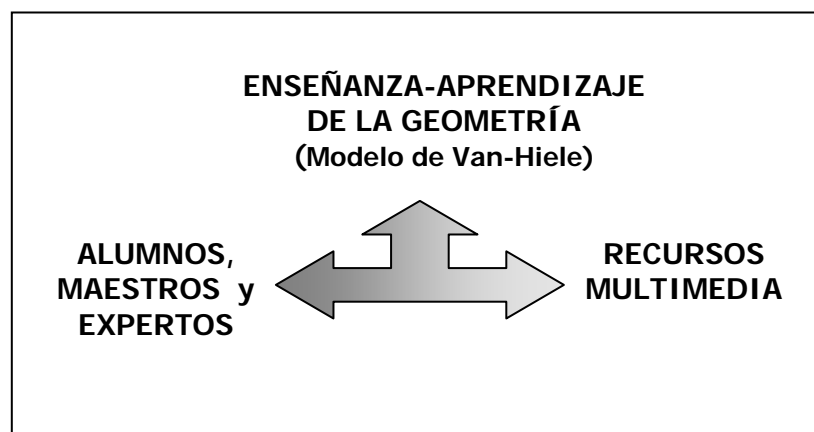 ENSEÑANZA-APRENDIZAJE
DE LA GEOMETRÍA
(Modelo de Van-Hiele)
ALUMNOS,
MAESTROS y
EXPERTOS
RECURSOS
MULTIMEDIA